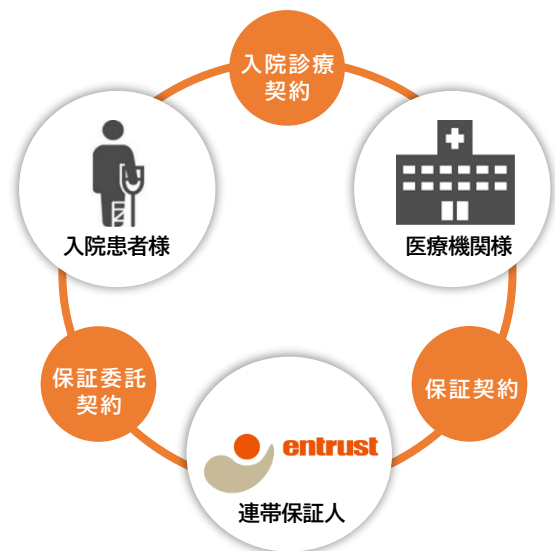 入院診療
契約
入院患者様
医療機関様
保証委託
契約
保証契約
entrust
連帯保証人